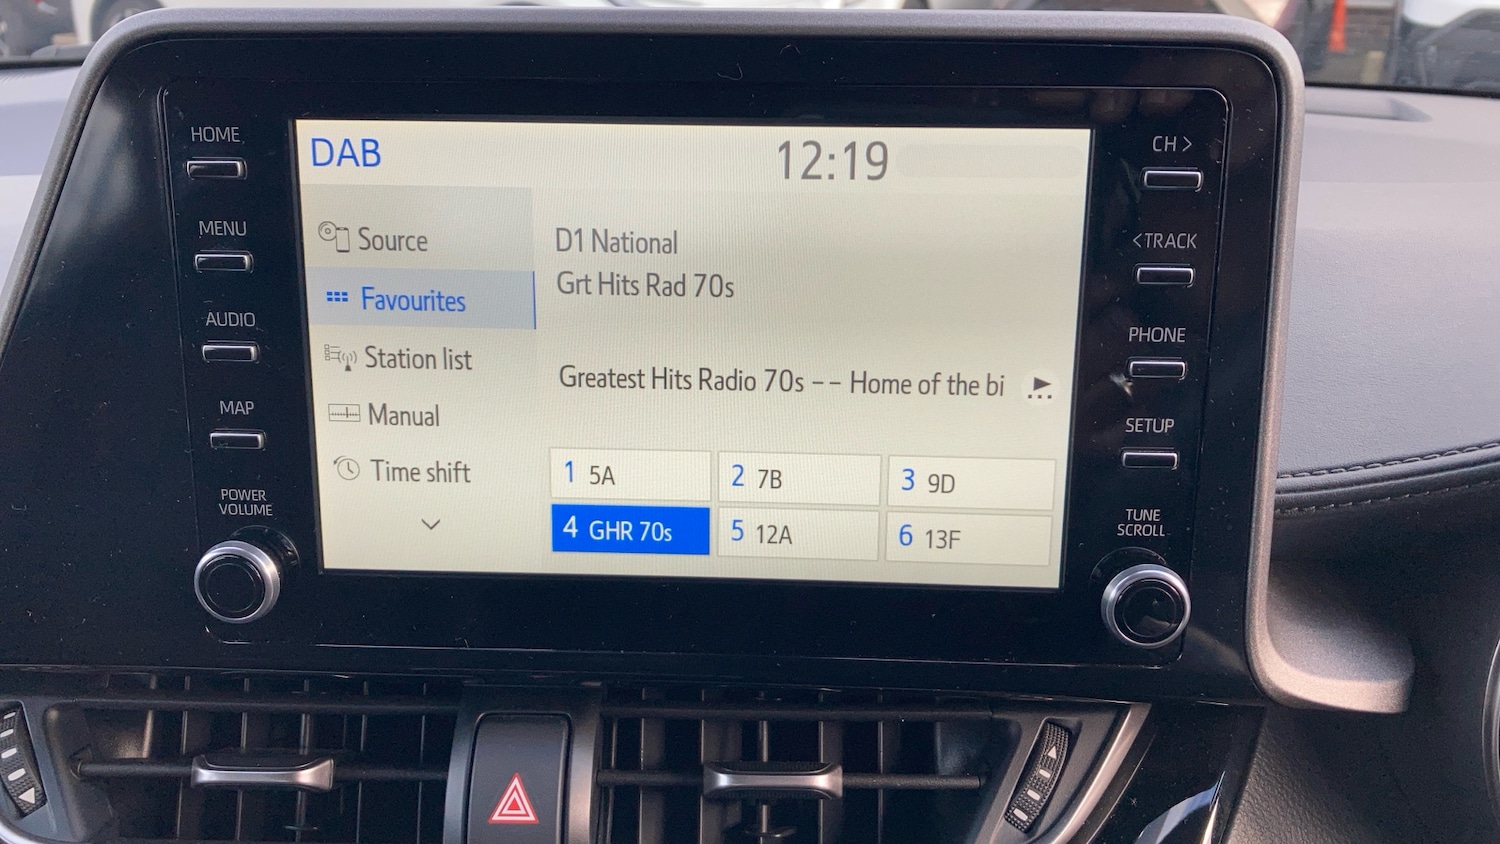 HOME
MENU
AUDIO
MAP
POWER
VOLUME
DAB
12:19
Source
Favourites
Station list
Manual
Time shift
D1 National
Grt Hits Rad 70s
Greatest Hits Radio 70s -- Home of the bi
1 5A
2 7B
3 9D
4 GHR 70s
5 12A
6 13F
CH >
<TRACK
PHONE
SETUP
TUNE
SCROLL